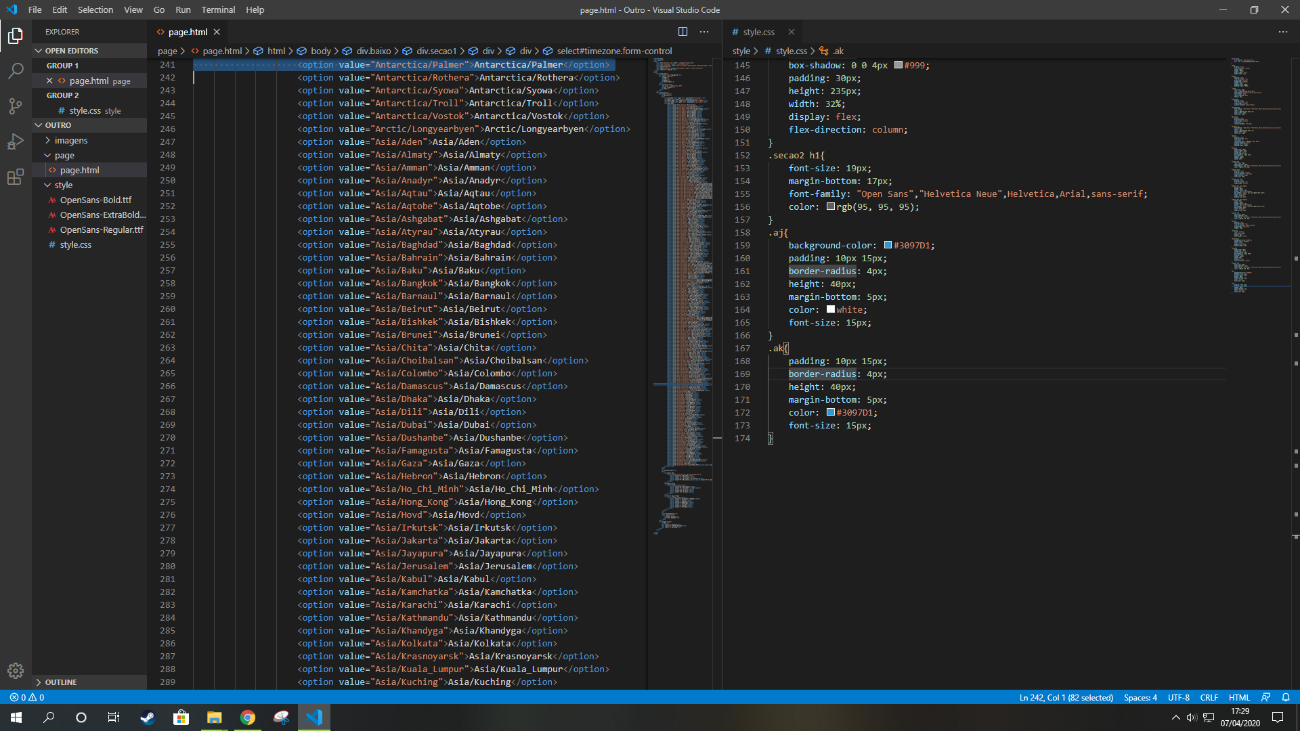 File Edit Selection View Go Run Terminal Help
page.html - Outro - Visual Studio Code
EXPLORER
OPEN EDITORS
GROUP 1
page.html page
GROUP 2
# style.css style
OUTRO
imagens
page
page.html
style
OpenSans-Bold.ttf
OpenSans-ExtraBold...
OpenSans-Regular.ttf
# style.css
OUTLINE
page.html
page > page.html > html > body > div.baixo > div.secao1 > div > div > select#timezone.form-control
241 <option value="Antarctica/Palmer">Antarctica/Palmer</option>
242 <option value="Antarctica/Rothera">Antarctica/Rothera</option>
243 <option value="Antarctica/Syowa">Antarctica/Syowa</option>
244 <option value="Antarctica/Troll">Antarctica/Troll</option>
245 <option value="Antarctica/Vostok">Antarctica/Vostok</option>
246 <option value="Arctic/Longyearbyen">Arctic/Longyearbyen</option>
247 <option value="Asia/Aden">Asia/Aden</option>
248 <option value="Asia/Almaty">Asia/Almaty</option>
249 <option value="Asia/Amman">Asia/Amman</option>
250 <option value="Asia/Anadyr">Asia/Anadyr</option>
251 <option value="Asia/Aqtau">Asia/Aqtau</option>
252 <option value="Asia/Aqtobe">Asia/Aqtobe</option>
253 <option value="Asia/Ashgabat">Asia/Ashgabat</option>
254 <option value="Asia/Atyrau">Asia/Atyrau</option>
255 <option value="Asia/Baghdad">Asia/Baghdad</option>
256 <option value="Asia/Bahrain">Asia/Bahrain</option>
257 <option value="Asia/Baku">Asia/Baku</option>
258 <option value="Asia/Bangkok">Asia/Bangkok</option>
259 <option value="Asia/Barnaul">Asia/Barnaul</option>
260 <option value="Asia/Beirut">Asia/Beirut</option>
261 <option value="Asia/Bishkek">Asia/Bishkek</option>
262 <option value="Asia/Brunei">Asia/Brunei</option>
263 <option value="Asia/Chita">Asia/Chita</option>
264 <option value="Asia/Choibalsan">Asia/Choibalsan</option>
265 <option value="Asia/Colombo">Asia/Colombo</option>
266 <option value="Asia/Damascus">Asia/Damascus</option>
267 <option value="Asia/Dhaka">Asia/Dhaka</option>
268 <option value="Asia/Dili">Asia/Dili</option>
269 <option value="Asia/Dubai">Asia/Dubai</option>
270 <option value="Asia/Dushanbe">Asia/Dushanbe</option>
271 <option value="Asia/Famagusta">Asia/Famagusta</option>
272 <option value="Asia/Gaza">Asia/Gaza</option>
273 <option value="Asia/Hebron">Asia/Hebron</option>
274 <option value="Asia/Ho_Chi_Minh">Asia/Ho_Chi_Minh</option>
275 <option value="Asia/Hong_Kong">Asia/Hong_Kong</option>
276 <option value="Asia/Hovd">Asia/Hovd</option>
277 <option value="Asia/Irkutsk">Asia/Irkutsk</option>
278 <option value="Asia/Jakarta">Asia/Jakarta</option>
279 <option value="Asia/Jayapura">Asia/Jayapura</option>
280 <option value="Asia/Jerusalem">Asia/Jerusalem</option>
281 <option value="Asia/Kabul">Asia/Kabul</option>
282 <option value="Asia/Kamchatka">Asia/Kamchatka</option>
283 <option value="Asia/Karachi">Asia/Karachi</option>
284 <option value="Asia/Kathmandu">Asia/Kathmandu</option>
285 <option value="Asia/Khandyga">Asia/Khandyga</option>
286 <option value="Asia/Kolkata">Asia/Kolkata</option>
287 <option value="Asia/Krasnoyarsk">Asia/Krasnoyarsk</option>
288 <option value="Asia/Kuala_Lumpur">Asia/Kuala_Lumpur</option>
289 <option value="Asia/Kuching">Asia/Kuching</option>
# style.css
style > # style.css > .ak
145 box-shadow: 0 0 4px #999;
146 padding: 30px;
147 height: 235px;
148 width: 32%;
149 display: flex;
150 flex-direction: column;
151 }
152 .secao2 h1{
153 font-size: 19px;
154 margin-bottom: 17px;
155 font-family: "Open Sans","Helvetica Neue",Helvetica,Arial,sans-serif;
156 color: rgb(95, 95, 95);
157 }
158 .aj{
159 background-color: #3097D1;
160 padding: 10px 15px;
161 border-radius: 4px;
162 height: 40px;
163 margin-bottom: 5px;
164 color: white;
165 font-size: 15px;
166 }
167 .ak{
168 padding: 10px 15px;
169 border-radius: 4px;
170 height: 40px;
171 margin-bottom: 5px;
172 color: #3097D1;
173 font-size: 15px;
174 }
0 0 Ln 242, Col 1 (82 selected) Spaces: 4 UTF-8 CRLF HTML
17:29
07/04/2020